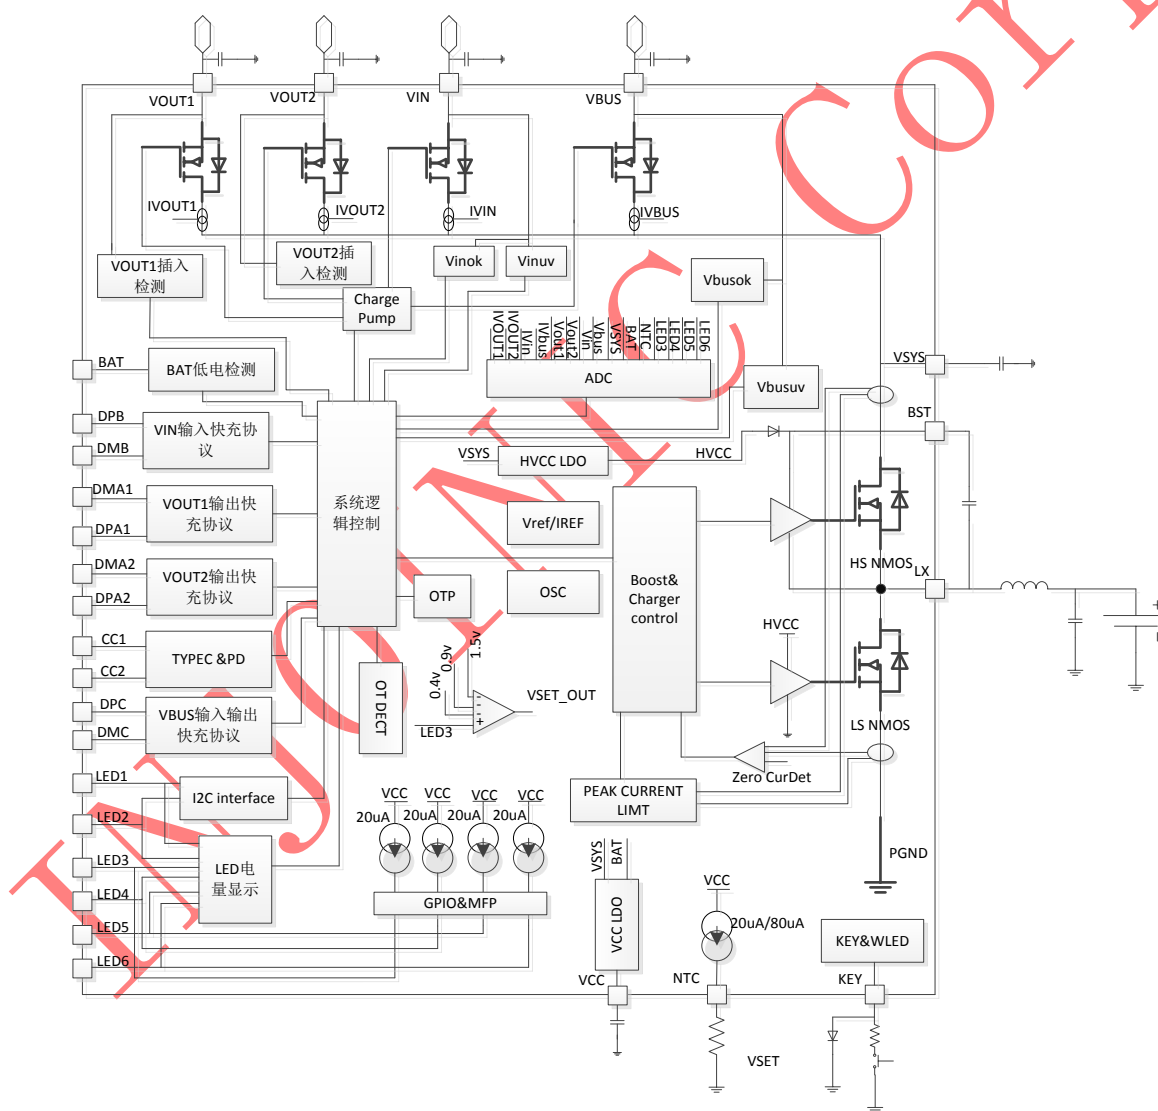 VOUT1
VOUT2
VIN
VBUS
IVOUT1
IVOUT2
IVIN
IVBUS
VOUT1插入
检测
VOUT2插
入检测
Vinok
Vinuv
Vbusok
Charge
Pump
IVOUT1
IVOUT2
IVin
IVbus
Vout1
Vout2
Vin
Vbus
VSYS
BAT
NTC
LED3
LED4
LED5
LED6
ADC
VSYS
BAT
BAT低电检测
Vbusuv
BST
DPB
DMB
VIN输入快充协
议
VSYS
HVCC LDO
HVCC
DMA1
DPA1
VOUT1输出快
充协议
系统逻
辑控制
Vref/IREF
HS NMOS
LX
DMA2
DPA2
VOUT2输出快
充协议
OTP
OSC
Boost&
Charger
control
CC1
CC2
TYPEC &PD
HVCC
0.4v
0.9v
1.5v
-
-
-
+
LED3
VSET_OUT
OT DECT
DPC
DMC
VBUS输入输出
快充协议
LS NMOS
Zero CurDet
LED1
LED2
I2C interface
PEAK CURRENT
LIMT
VCC
VCC
VCC
VCC
20uA
20uA
20uA
20uA
LED3
LED4
LED5
LED6
LED电
量显示
GPIO&MFP
VSYS
BAT
VCC LDO
VCC
PGND
VCC
20uA/80uA
KEY&WLED
NTC
KEY
VSET
+
INJOINIC Corp